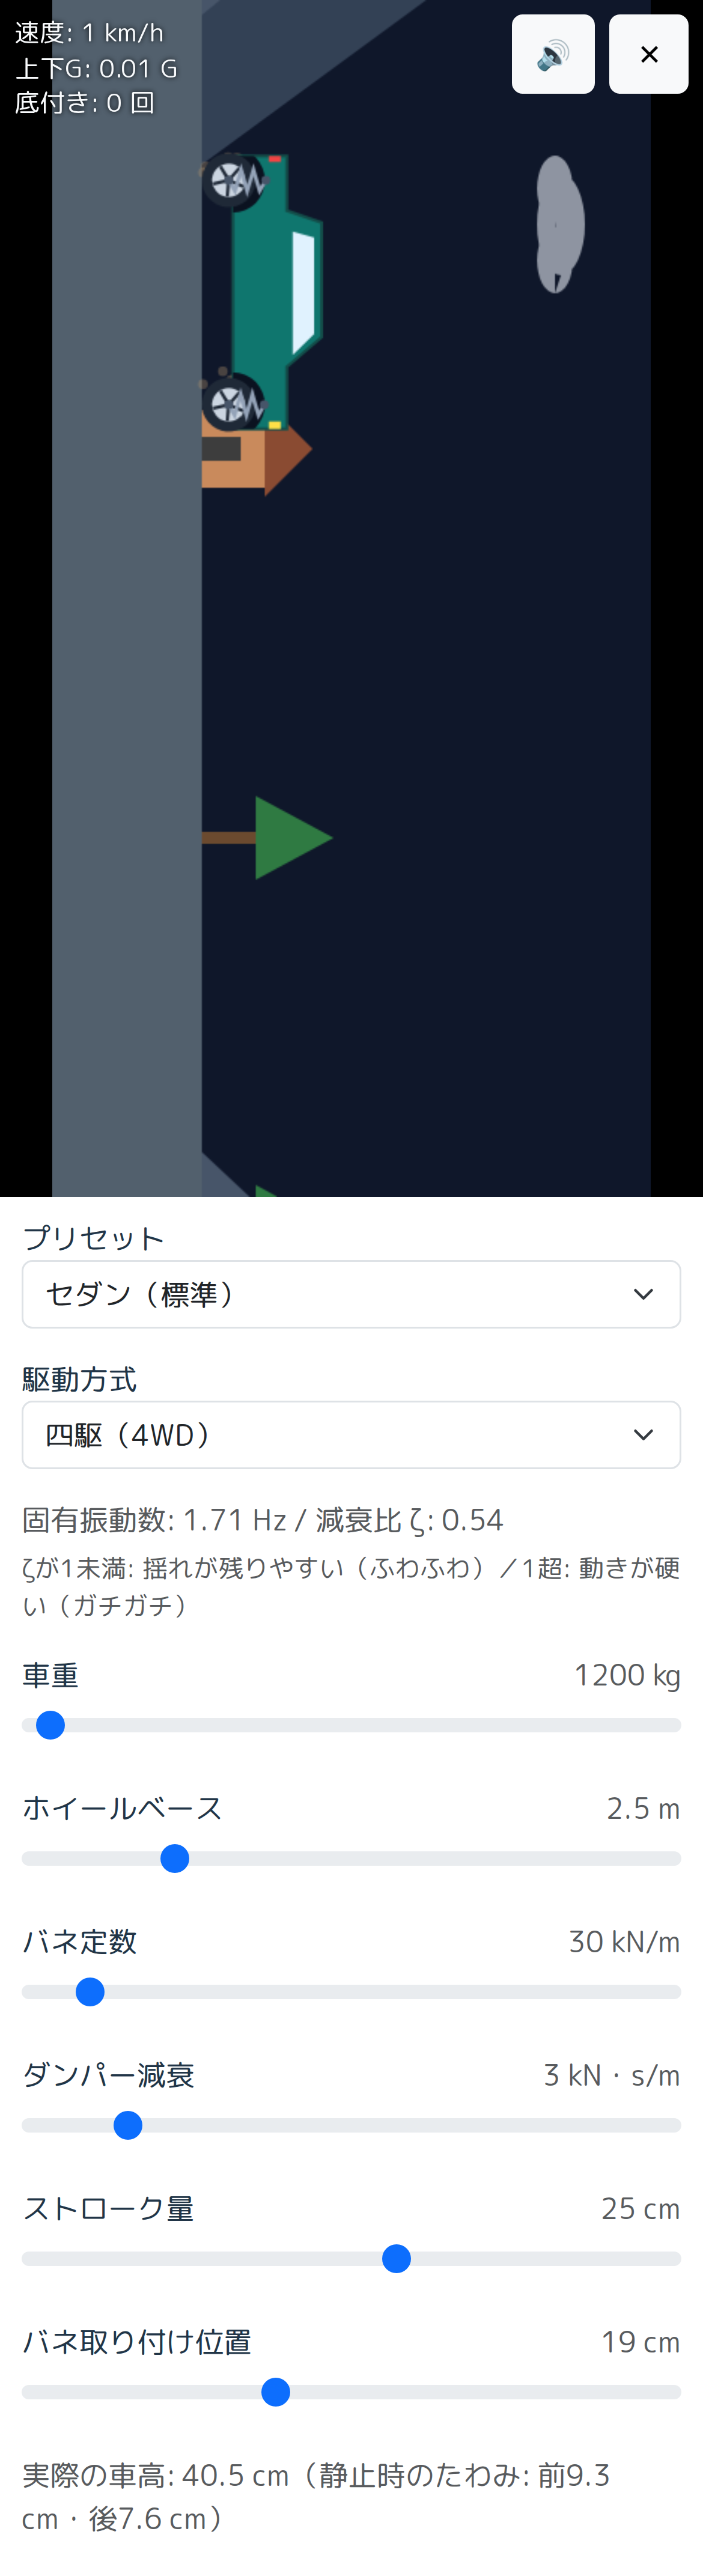 速度: 1 km/h
上下G: 0.01 G
底付き: 0 回
プリセット
セダン（標準）
駆動方式
四駆（4WD）
固有振動数: 1.71 Hz / 減衰比 ζ: 0.54
ζが1未満: 揺れが残りやすい（ふわふわ）／1超: 動きが硬
い（ガチガチ）
車重 1200 kg
ホイールベース 2.5 m
バネ定数 30 kN/m
ダンパー減衰 3 kN・s/m
ストローク量 25 cm
バネ取り付け位置 19 cm
実際の車高: 40.5 cm（静止時のたわみ: 前9.3
cm・後7.6 cm）